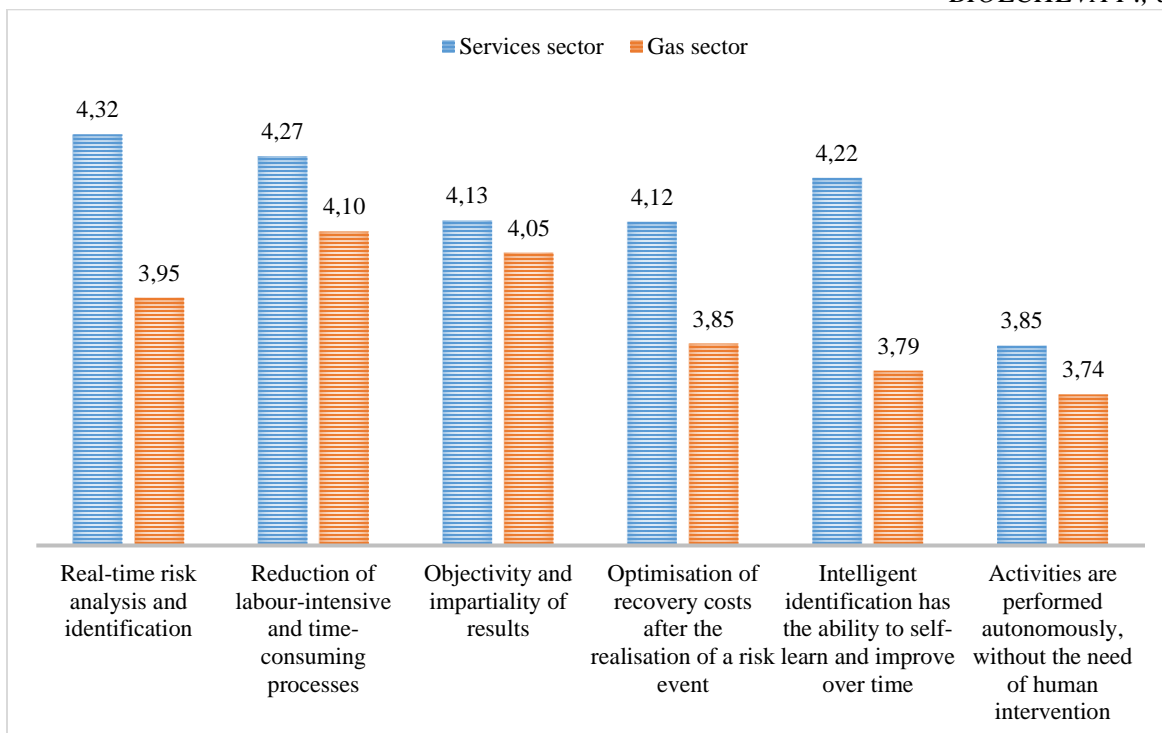 Services sector Gas sector
4,32
3,95
4,27
4,10
4,13
4,05
4,12
3,85
4,22
3,79
3,85
3,74
Real-time risk
analysis and
identification
Reduction of
labour-intensive
and time-
consuming
processes
Objectivity and
impartiality of
results
Optimisation of
recovery costs
after the
realisation of a risk
event
Intelligent
identification has
the ability to self-
learn and improve
over time
Activities are
performed
autonomously,
without the need
of human
intervention